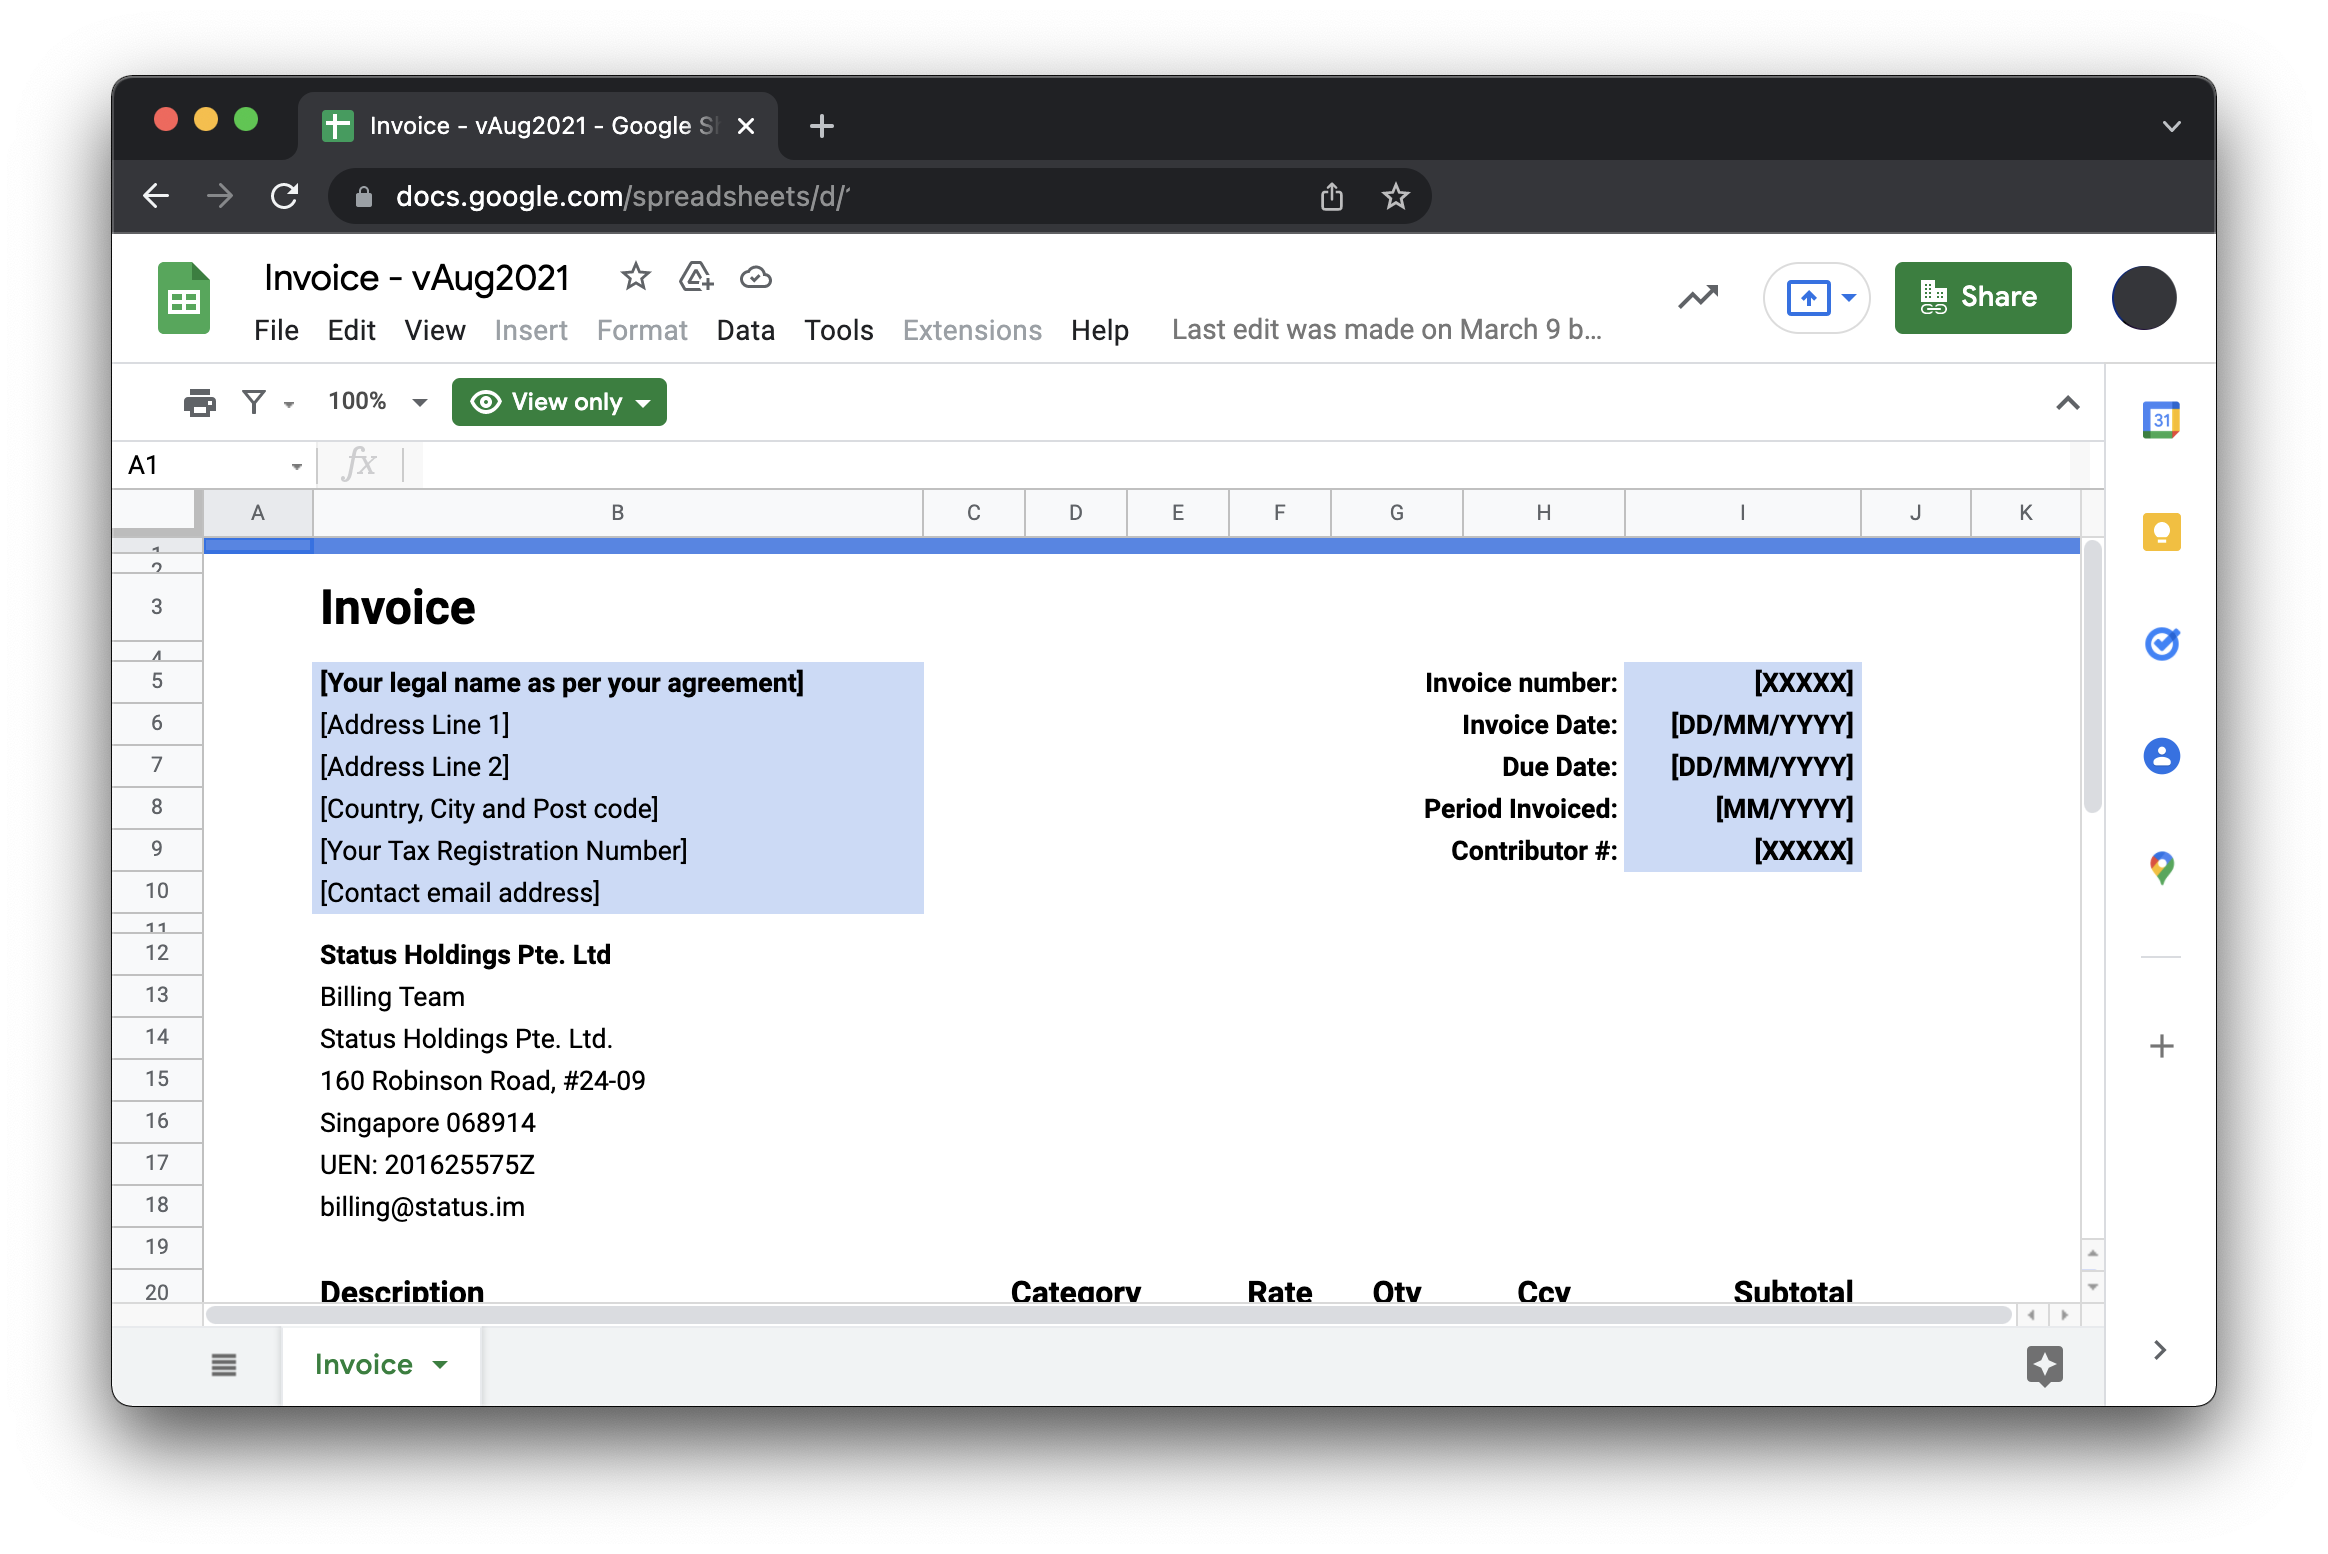 Invoice - vAug2021 - Google Sh
docs.google.com/spreadsheets/d/
Invoice - vAug2021
File Edit View Insert Format Data Tools Extensions Help Last edit was made on March 9 b...
Share
100% View only
31
A1 fx
A B C D E F G H I J K
1
2
3 Invoice
4
5 [Your legal name as per your agreement] Invoice number: [XXXXX]
6 [Address Line 1] Invoice Date: [DD/MM/YYYY]
7 [Address Line 2] Due Date: [DD/MM/YYYY]
8 [Country, City and Post code] Period Invoiced: [MM/YYYY]
9 [Your Tax Registration Number] Contributor #: [XXXXX]
10 [Contact email address]
11
12 Status Holdings Pte. Ltd
13 Billing Team
14 Status Holdings Pte. Ltd.
15 160 Robinson Road, #24-09
16 Singapore 068914
17 UEN: 201625575Z
18 billing@status.im
19
20 Description Category Rate Qty Ccy Subtotal
Invoice